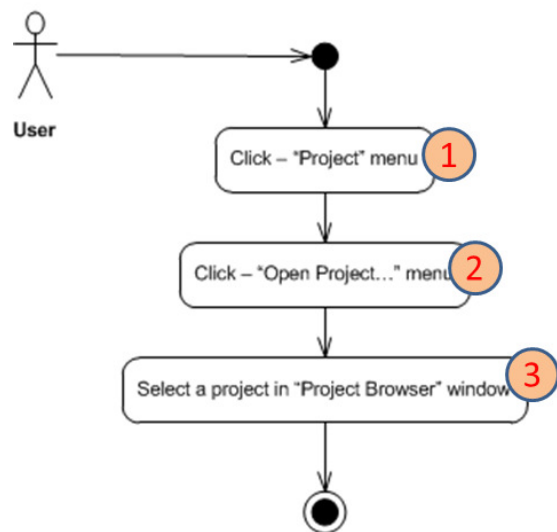 User
Click – “Project” menu
1
Click – “Open Project…” menu
2
Select a project in “Project Browser” window
3